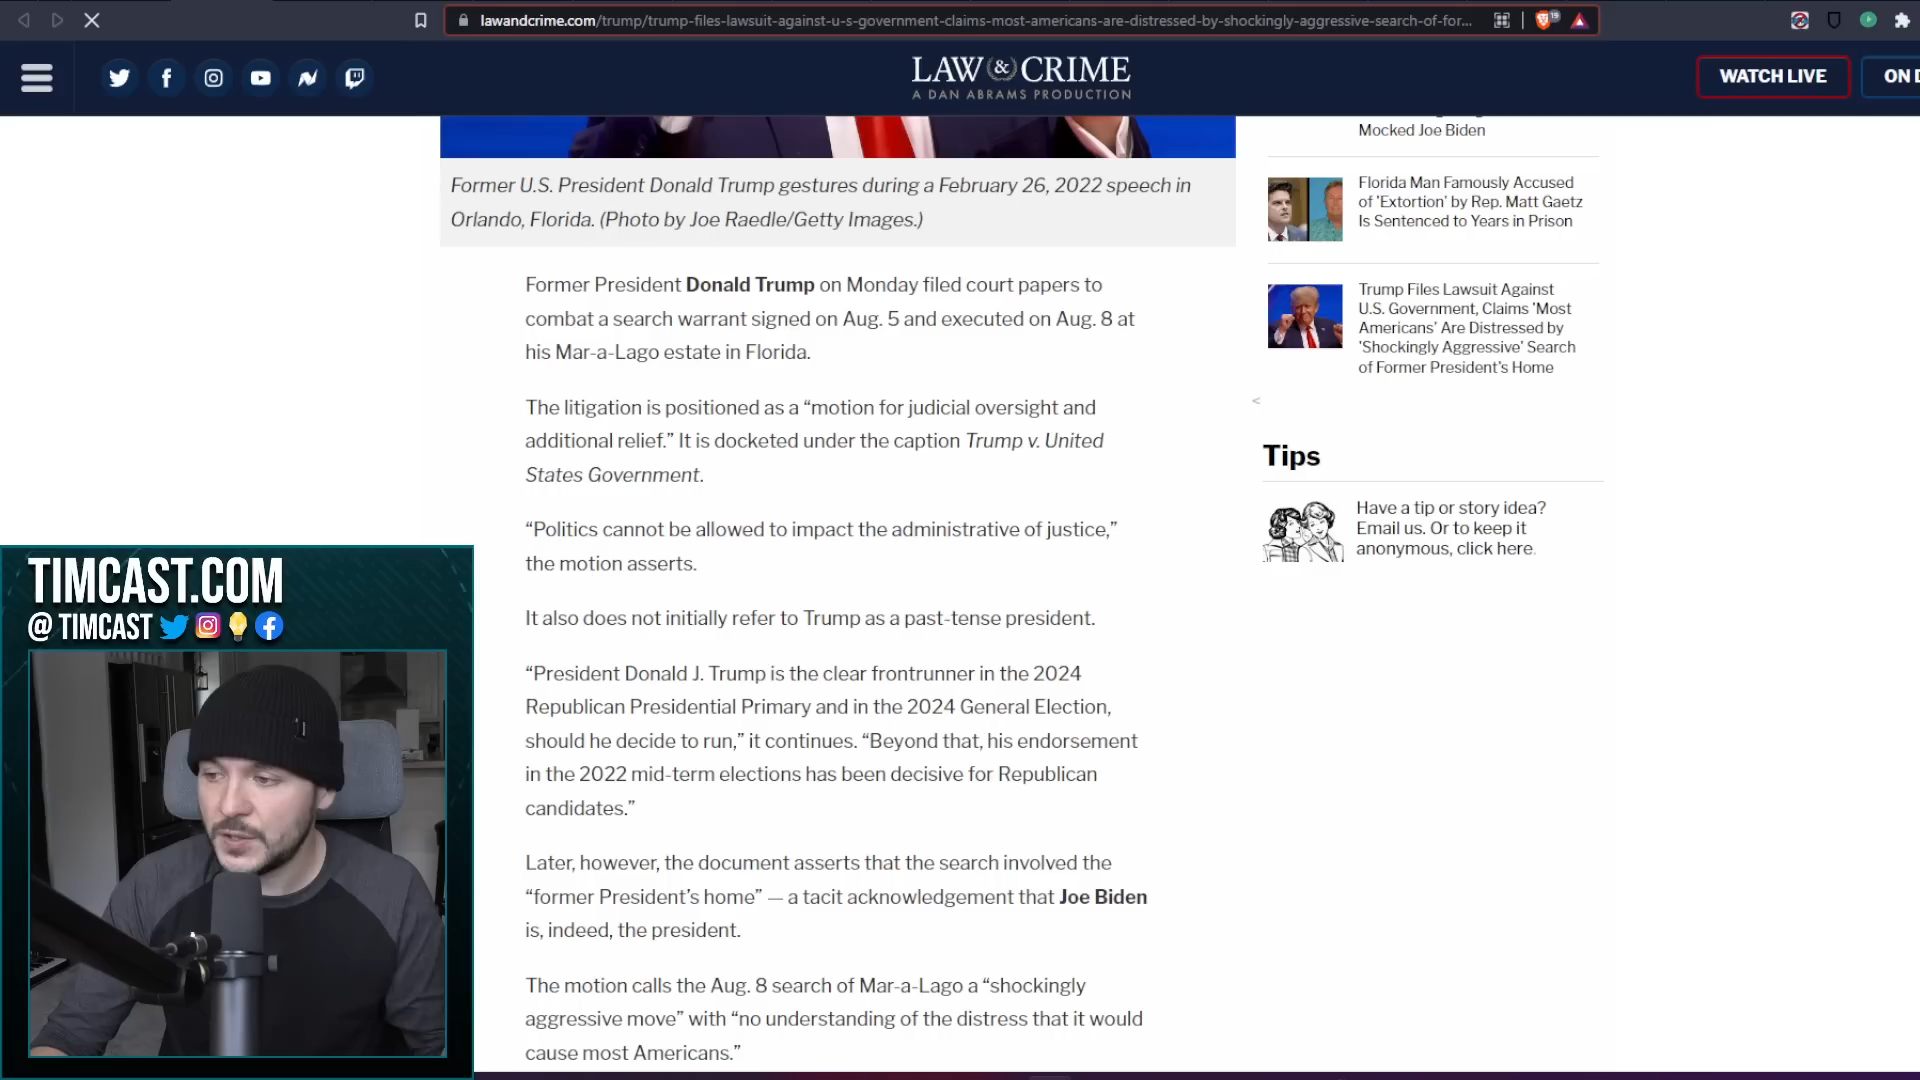 lawandcrime.com/trump/trump-files-lawsuit-against-u-s-government-claims-most-americans-are-distressed-by-shockingly-aggressive-search-of-for...
19
LAW & CRIME
A DAN ABRAMS PRODUCTION
WATCH LIVE
ON D
Mocked Joe Biden
Former U.S. President Donald Trump gestures during a February 26, 2022 speech in
Orlando, Florida. (Photo by Joe Raedle/Getty Images.)
Florida Man Famously Accused
of 'Extortion' by Rep. Matt Gaetz
Is Sentenced to Years in Prison
Former President Donald Trump on Monday filed court papers to
combat a search warrant signed on Aug. 5 and executed on Aug. 8 at
his Mar-a-Lago estate in Florida.
Trump Files Lawsuit Against
U.S. Government, Claims 'Most
Americans' Are Distressed by
'Shockingly Aggressive' Search
of Former President's Home
<
The litigation is positioned as a “motion for judicial oversight and
additional relief.” It is docketed under the caption Trump v. United
States Government.
Tips
Have a tip or story idea?
Email us. Or to keep it
anonymous, click here.
“Politics cannot be allowed to impact the administrative of justice,”
the motion asserts.
It also does not initially refer to Trump as a past-tense president.
“President Donald J. Trump is the clear frontrunner in the 2024
Republican Presidential Primary and in the 2024 General Election,
should he decide to run,” it continues. “Beyond that, his endorsement
in the 2022 mid-term elections has been decisive for Republican
candidates.”
Later, however, the document asserts that the search involved the
“former President’s home” — a tacit acknowledgement that Joe Biden
is, indeed, the president.
The motion calls the Aug. 8 search of Mar-a-Lago a “shockingly
aggressive move” with “no understanding of the distress that it would
cause most Americans.”
TIMCAST.COM
@ TIMCAST